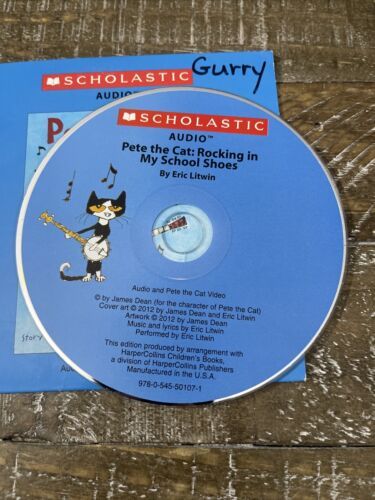 SCHOLASTIC Gurry
AUDIO
P
Story
Au
SCHOLASTIC
AUDIO™
Pete the Cat: Rocking in
My School Shoes
By Eric Litwin
Audio and Pete the Cat Video
© by James Dean (for the character of Pete the Cat)
Cover art © 2012 by James Dean and Eric Litwin
Artwork © 2012 by James Dean
Music and lyrics by Eric Litwin
Performed by Eric Litwin
This edition produced by arrangement with
HarperCollins Children's Books,
a division of HarperCollins Publishers
Manufactured in the U.S.A.
978-0-545-50107-1